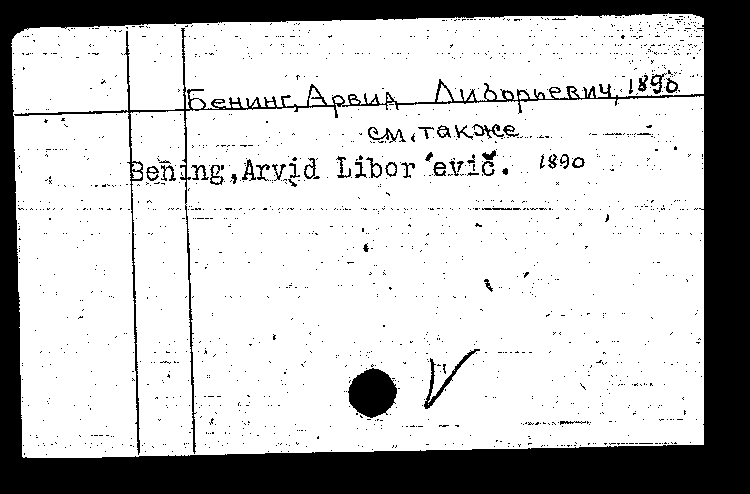 Бенинг, Арвид Либорьевич, 1890
см. также
Bening,Arvid Libor'evič. 1890